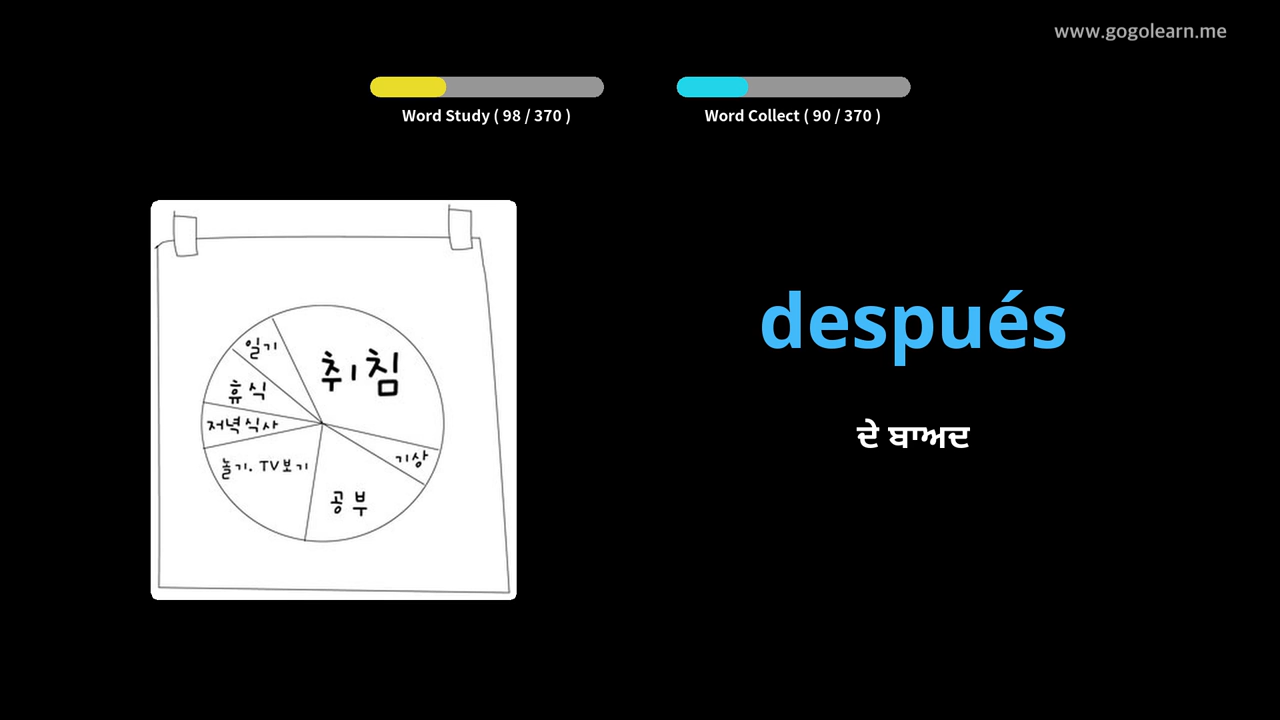 www.gogolearn.me
Word Study ( 98 / 370 )
Word Collect ( 90 / 370 )
일기
취침
휴식
저녁식사
놀기. TV보기
기상
공부
después
ਦੇ ਬਾਅਦ